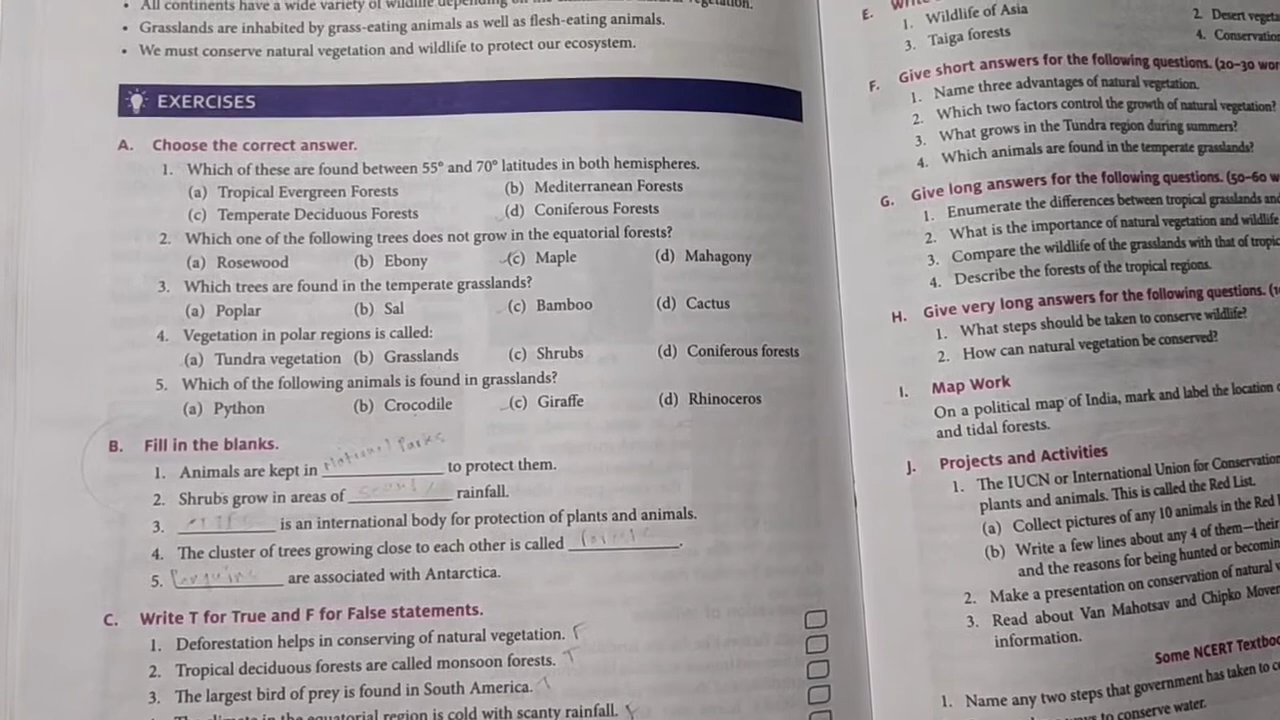 • All continents have a wide variety of wildlife
• Grasslands are inhabited by grass-eating animals as well as flesh-eating animals.
• We must conserve natural vegetation and wildlife to protect our ecosystem.
EXERCISES
A. Choose the correct answer.
1. Which of these are found between 55° and 70° latitudes in both hemispheres.
(a) Tropical Evergreen Forests (b) Mediterranean Forests
(c) Temperate Deciduous Forests (d) Coniferous Forests
2. Which one of the following trees does not grow in the equatorial forests?
(a) Rosewood (b) Ebony (c) Maple (d) Mahagony
3. Which trees are found in the temperate grasslands?
(a) Poplar (b) Sal (c) Bamboo (d) Cactus
4. Vegetation in polar regions is called:
(a) Tundra vegetation (b) Grasslands (c) Shrubs (d) Coniferous forests
5. Which of the following animals is found in grasslands?
(a) Python (b) Crocodile (c) Giraffe (d) Rhinoceros
B. Fill in the blanks.
1. Animals are kept in National Parks to protect them.
2. Shrubs grow in areas of rainfall.
3. is an international body for protection of plants and animals.
4. The cluster of trees growing close to each other is called .
5. Penguins are associated with Antarctica.
C. Write T for True and F for False statements.
1. Deforestation helps in conserving of natural vegetation. F
2. Tropical deciduous forests are called monsoon forests. T
3. The largest bird of prey is found in South America. T
equatorial region is cold with scanty rainfall.
E.
1. Wildlife of Asia 2. Desert
3. Taiga forests 4.
F. Give short answers for the following questions. (20–30
1. Name three advantages of natural vegetation.
2. Which two factors control the growth of natural vegetation?
3. What grows in the Tundra region during summers?
4. Which animals are found in the temperate grasslands?
G. Give long answers for the following questions. (50–60
1. Enumerate the differences between tropical grasslands
2. What is the importance of natural vegetation and wildlife
3. Compare the wildlife of the grasslands with that of
4. Describe the forests of the tropical regions.
H. Give very long answers for the following questions.
1. What steps should be taken to conserve wildlife?
2. How can natural vegetation be conserved?
I. Map Work
On a political map of India, mark and label the location
and tidal forests.
J. Projects and Activities
1. The IUCN or International Union for
plants and animals. This is called the Red List.
(a) Collect pictures of any 10 animals in the Red
(b) Write a few lines about any 4 of them—their
and the reasons for being hunted or
2. Make a presentation on conservation of natural
3. Read about Van Mahotsav and Chipko
information.
Some NCERT
1. Name any two steps that government has taken to
to conserve water.